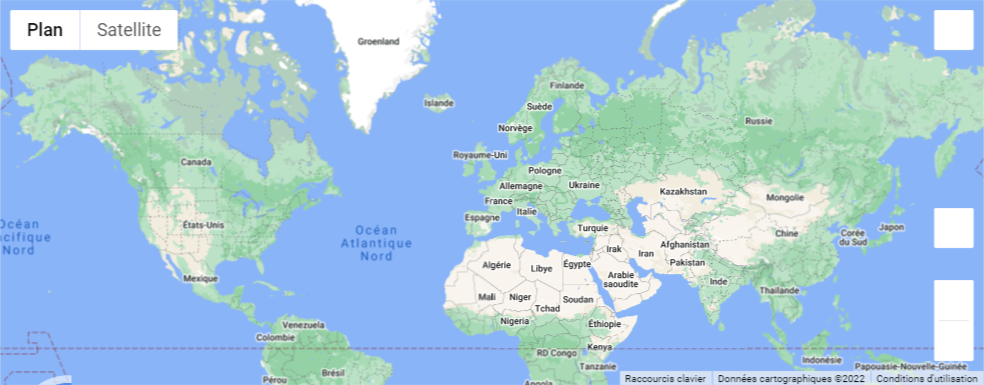 Plan
Satellite
Groenland
Islande
Finlande
Suède
Norvège
Russie
Canada
Royaume-Uni
Pologne
Allemagne
Ukraine
Kazakhstan
Mongolie
France
Espagne
Italie
États-Unis
Turquie
Chine
Corée
du Sud
Japon
Océan
cifique
Nord
Océan
Atlantique
Nord
Afghanistan
Irak
Iran
Pakistan
Algérie
Libye
Égypte
Arabie
saoudite
Inde
Mexique
Mali
Niger
Tchad
Soudan
Thaïlande
Nigeria
Éthiopie
Venezuela
Colombie
Kenya
RD Congo
Tanzanie
Indonésie
Papouasie-Nouvelle-Guinée
Pérou
Brésil
Angola
Raccourcis clavier
Données cartographiques ©2022
Conditions d'utilisation